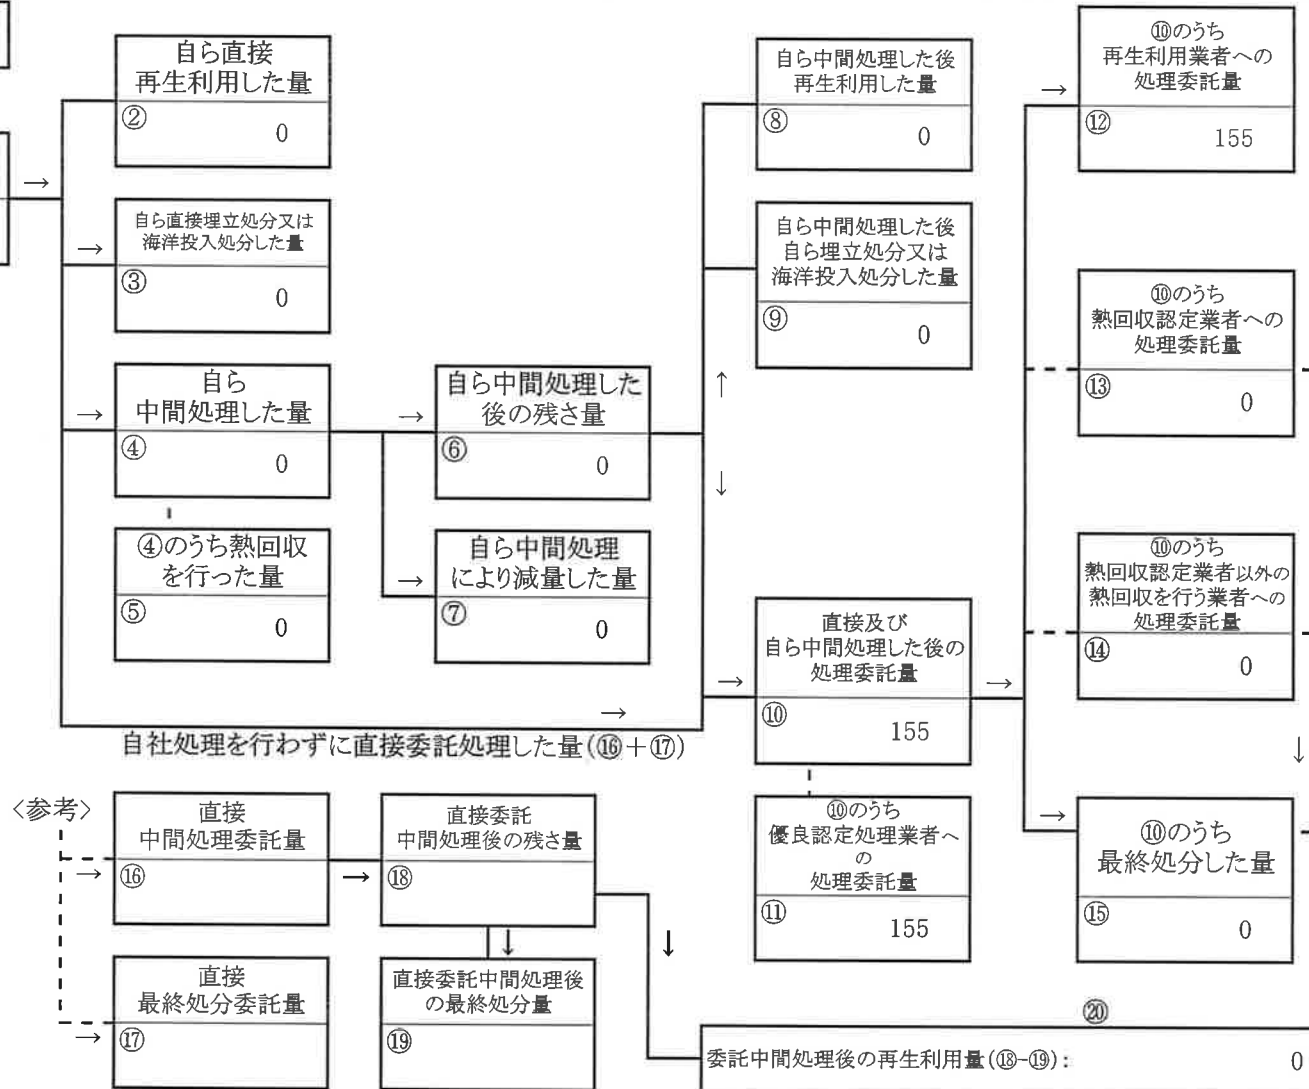 自ら直接
再生利用した量
②
0
→
自ら直接埋立処分又は
海洋投入処分した量
→
③
0
自ら
中間処理した量
→
④
0
④のうち熱回収
を行った量
⑤
0
自ら中間処理した
後の残さ量
→
⑥
0
自ら中間処理
により減量した量
→
⑦
0
自ら中間処理した後
再生利用した量
⑧
0
自ら中間処理した後
自ら埋立処分又は
海洋投入処分した量
⑨
0
↑
↓
直接及び
自ら中間処理した後の
処理委託量
→
⑩
155
→
⑩のうち
優良認定処理業者へ
の
処理委託量
⑪
155
⑩のうち
再生利用業者への
処理委託量
→
⑫
155
⑩のうち
熱回収認定業者への
処理委託量
⑬
0
⑩のうち
熱回収認定業者以外の
熱回収を行う業者への
処理委託量
⑭
0
↓
⑩のうち
最終処分した量
→
⑮
0
→
自社処理を行わずに直接委託処理した量(⑯+⑰)
〈参考〉
直接
中間処理委託量
→
⑯
直接委託
中間処理後の残さ量
→
⑱
直接
最終処分委託量
→
⑰
↓
直接委託中間処理後
の最終処分量
⑲
↓
⑳
委託中間処理後の再生利用量(⑱-⑲):
0